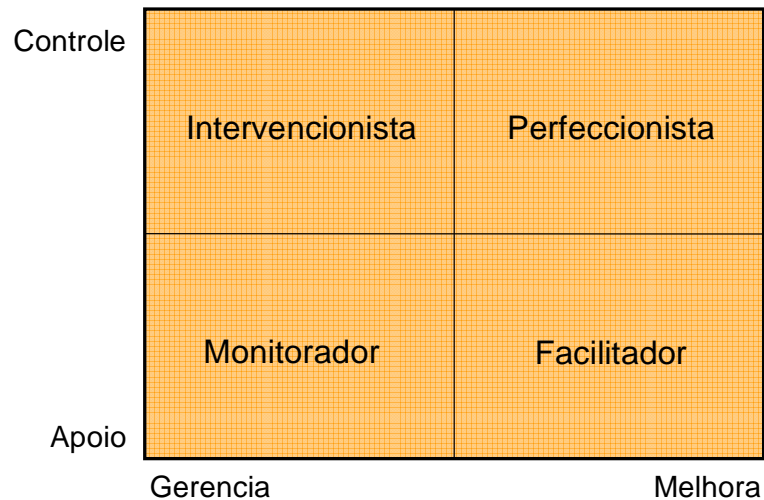 Controle
Intervencionista Perfeccionista
Monitorador Facilitador
Apoio
Gerencia Melhora